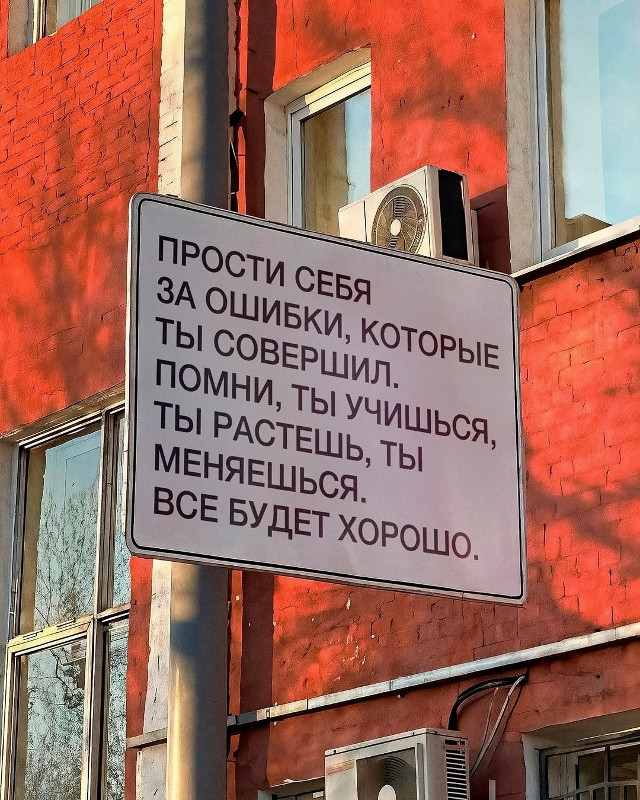 ПРОСТИ СЕБЯ
ЗА ОШИБКИ, КОТОРЫЕ
ТЫ СОВЕРШИЛ.
ПОМНИ, ТЫ УЧИШЬСЯ,
ТЫ РАСТЕШЬ, ТЫ
МЕНЯЕШЬСЯ.
ВСЕ БУДЕТ ХОРОШО.